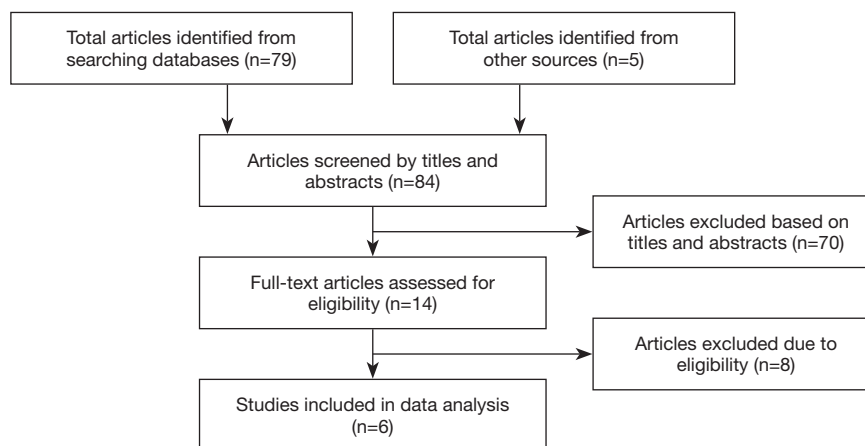 Total articles identified from
searching databases (n=79)
Total articles identified from
other sources (n=5)
Articles screened by titles and
abstracts (n=84)
Articles excluded based on
titles and abstracts (n=70)
Full-text articles assessed for
eligibility (n=14)
Articles excluded due to
eligibility (n=8)
Studies included in data analysis
(n=6)